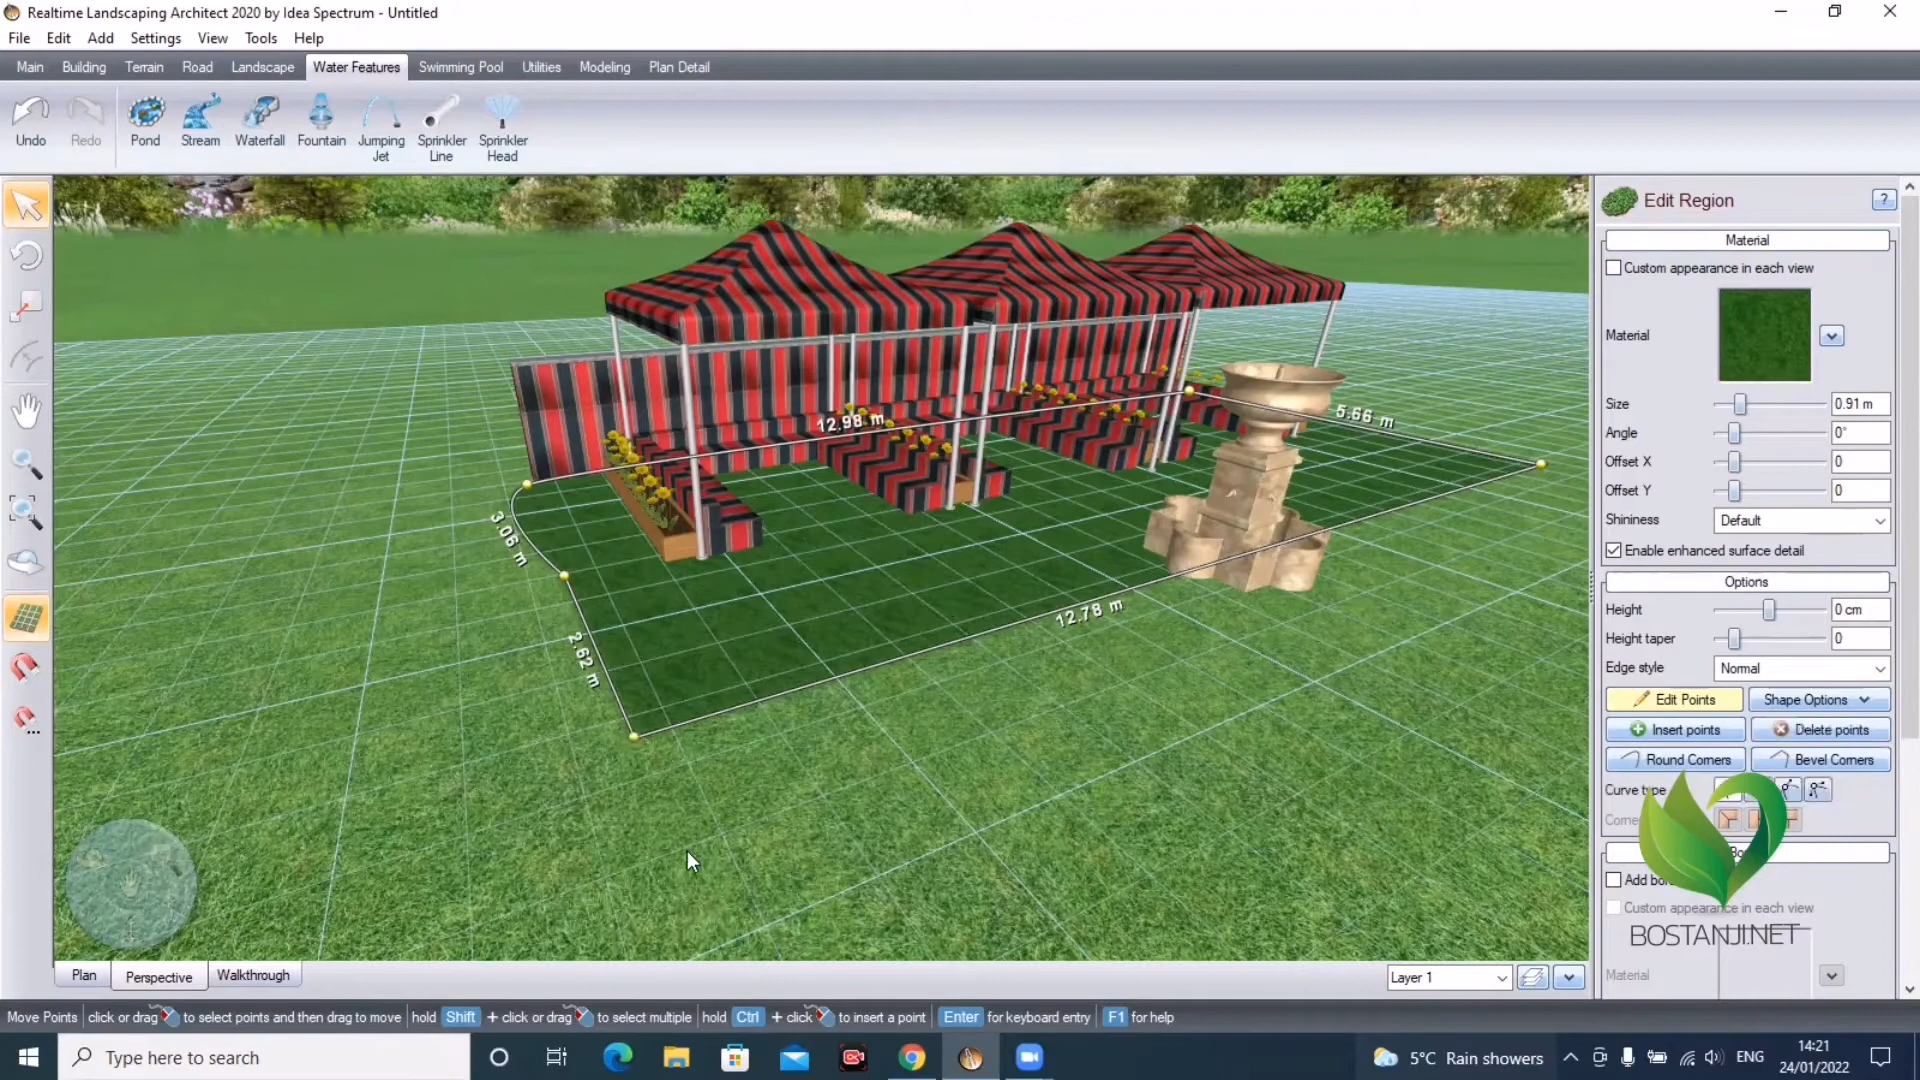 Realtime Landscaping Architect 2020 by Idea Spectrum - Untitled
File Edit Add Settings View Tools Help
Main Building Terrain Road Landscape Water Features Swimming Pool Utilities Modeling Plan Detail
Undo Redo Pond Stream Waterfall Fountain Jumping Jet Sprinkler Line Sprinkler Head
Edit Region ?
Material
Custom appearance in each view
Material
Size 0.91 m
Angle 0°
Offset X 0
Offset Y 0
Shininess Default
Enable enhanced surface detail
Options
Height 0 cm
Height taper 0
Edge style Normal
Edit Points Shape Options
Insert points Delete points
Round Corners Bevel Corners
Curve type
Add
Custom appearance in each view
BOSTANJI.NET
Material
12.98 m
5.66 m
3.06 m
12.78 m
2.62 m
Plan Perspective Walkthrough
Layer 1
Move Points click or drag to select points and then drag to move hold Shift + click or drag to select multiple hold Ctrl + click to insert a point Enter for keyboard entry F1 for help
Type here to search
5°C Rain showers
ENG
14:21
24/01/2022